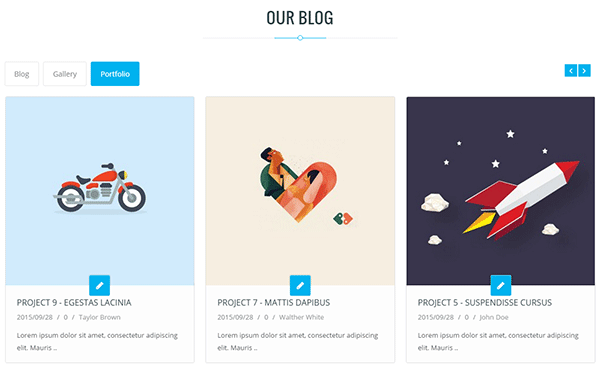 OUR BLOG
Blog
Gallery
Portfolio
PROJECT 9 - EGESTAS LACINIA
2015/09/28 / 0 / Taylor Brown
Lorem ipsum dolor sit amet, consectetur adipiscing
elit. Mauris ..
PROJECT 7 - MATTIS DAPIBUS
2015/09/28 / 0 / Walther White
Lorem ipsum dolor sit amet, consectetur adipiscing
elit. Mauris ..
PROJECT 5 - SUSPENDISSE CURSUS
2015/09/28 / 0 / John Doe
Lorem ipsum dolor sit amet, consectetur adipiscing
elit. Mauris ..